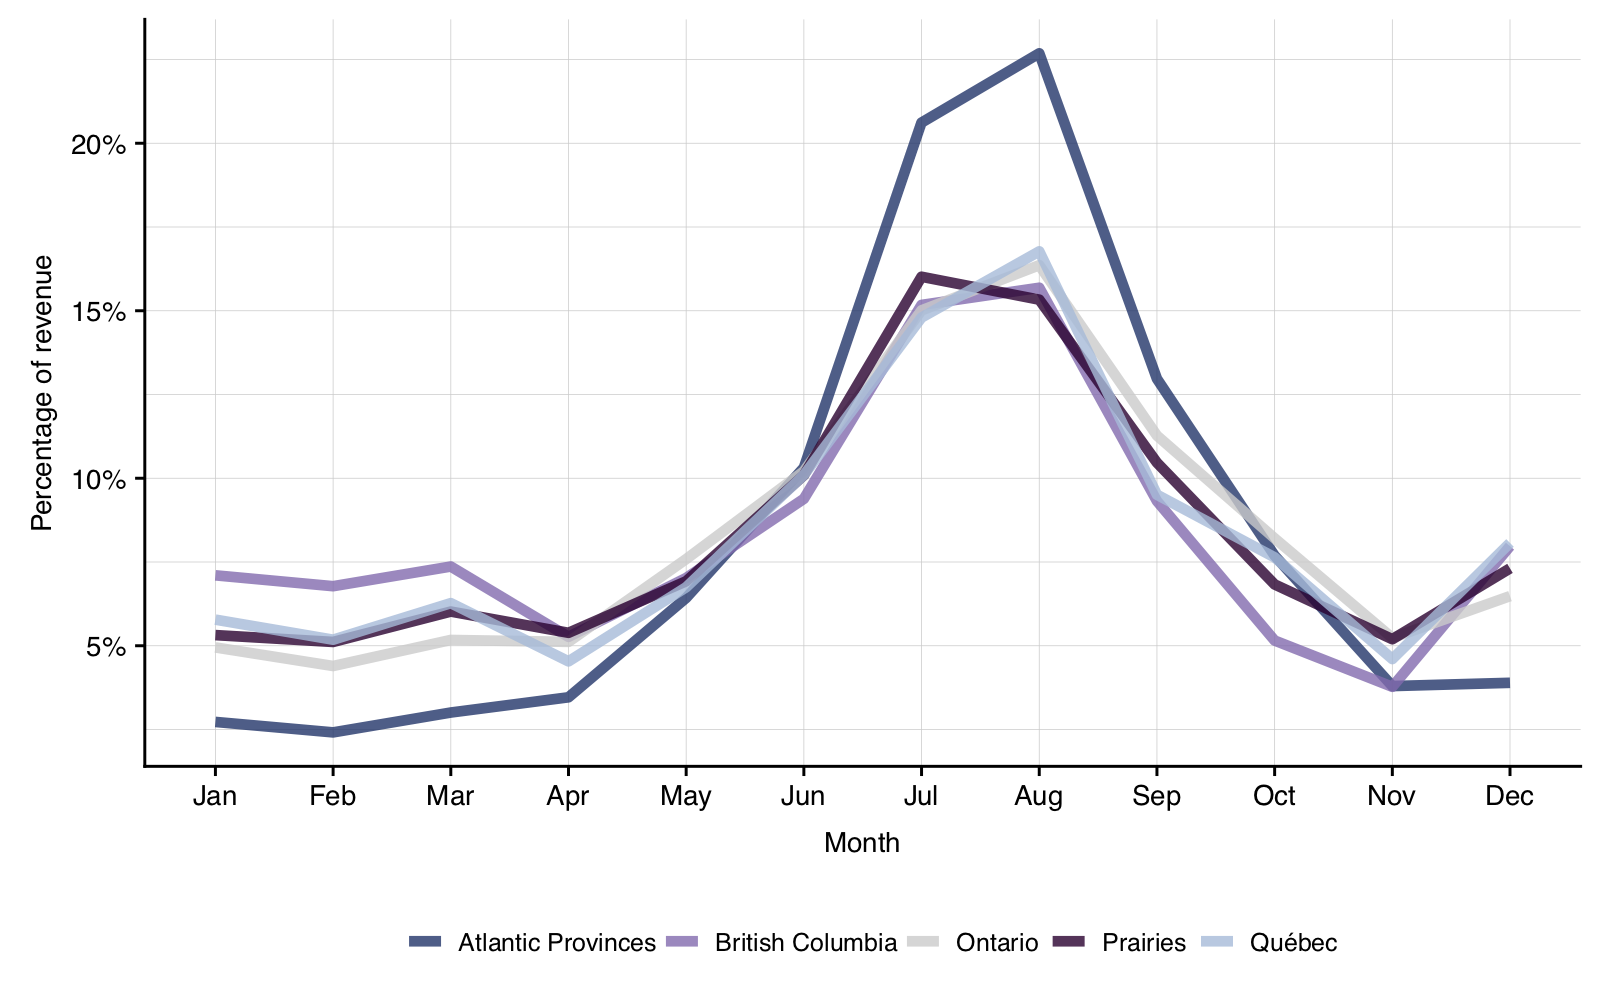 Percentage of revenue
20%
15%
10%
5%
Jan Feb Mar Apr May Jun Jul Aug Sep Oct Nov Dec
Month
Atlantic Provinces British Columbia Ontario Prairies Québec